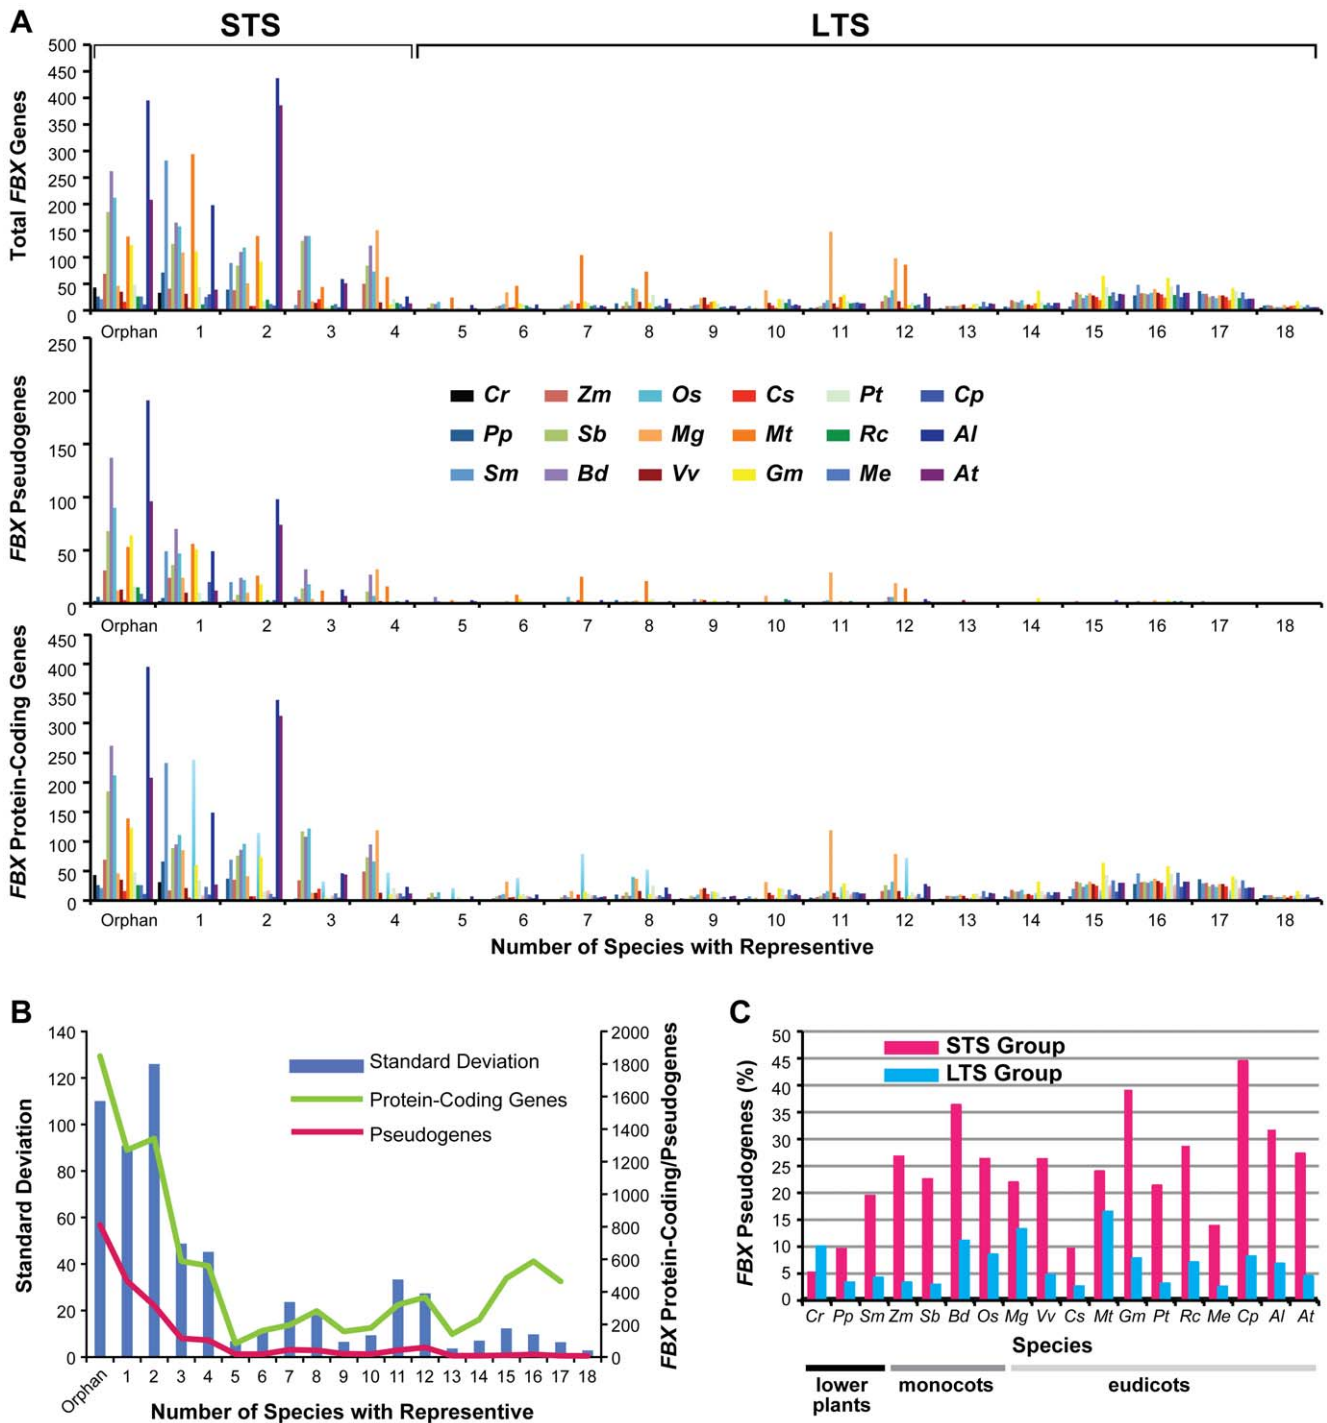 A
STS
LTS
Total FBX Genes
500
450
400
350
300
250
200
150
100
50
0
Orphan 1 2 3 4 5 6 7 8 9 10 11 12 13 14 15 16 17 18
FBX Pseudogenes
250
200
150
100
50
0
Cr Zm Os Cs Pt Cp
Pp Sb Mg Mt Rc Al
Sm Bd Vv Gm Me At
Orphan 1 2 3 4 5 6 7 8 9 10 11 12 13 14 15 16 17 18
FBX Protein-Coding Genes
450
400
350
300
250
200
150
100
50
0
Orphan 1 2 3 4 5 6 7 8 9 10 11 12 13 14 15 16 17 18
Number of Species with Representive
B
Standard Deviation
140
120
100
80
60
40
20
0
Standard Deviation
Protein-Coding Genes
Pseudogenes
2000
1800
1600
1400
1200
1000
800
600
400
200
0
FBX Protein-Coding/Pseudogenes
Orphan 1 2 3 4 5 6 7 8 9 10 11 12 13 14 15 16 17 18
Number of Species with Representive
C
FBX Pseudogenes (%)
50
45
40
35
30
25
20
15
10
5
0
STS Group
LTS Group
Cr Pp Sm Zm Sb Bd Os Mg Vv Cs Mt Gm Pt Rc Me Cp Al At
Species
lower
plants
monocots
eudicots